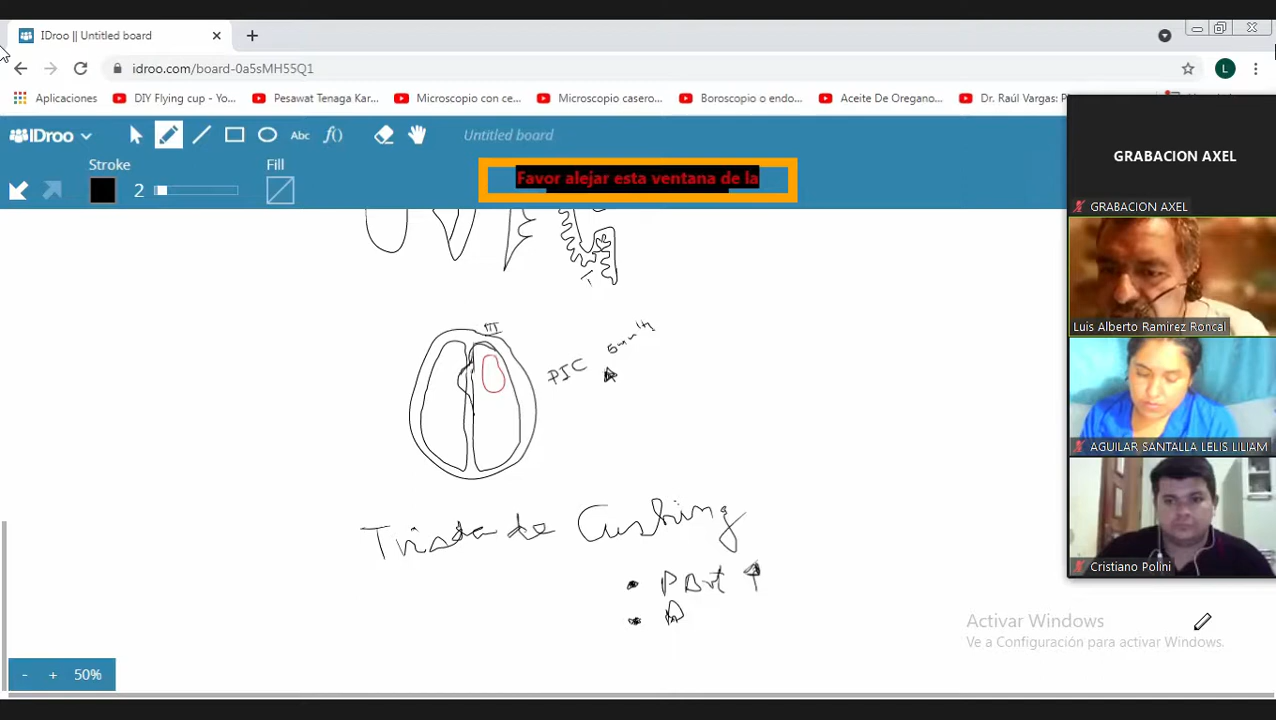 IDroo || Untitled board
idroo.com/board-0a5sMH55Q1
L
Aplicaciones
DIY Flying cup - Yo...
Pesawat Tenaga Kar...
Microscopio con ce...
Microscopio casero...
Boroscopio o endo...
Aceite De Oregano...
Dr. Raúl Vargas:
IDroo
Abc
f()
Untitled board
Stroke
2
Fill
Favor alejar esta ventana de la
GRABACION AXEL
GRABACION AXEL
Luis Alberto Ramirez Roncal
AGUILAR SANTALLA LELIS LILIAM
Cristiano Polini
III
PIC
Triada de Cushing
• P Art ↑
Activar Windows
Ve a Configuración para activar Windows.
- + 50%